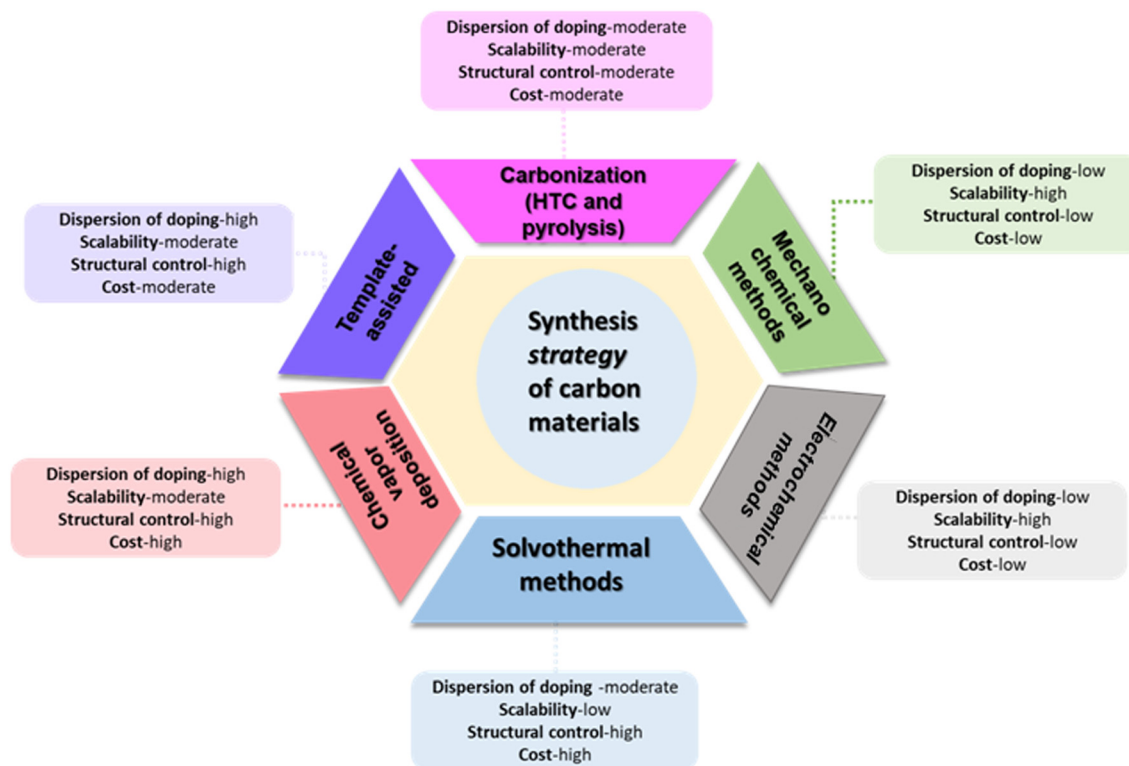 Dispersion of doping-moderate
Scalability-moderate
Structural control-moderate
Cost-moderate
Carbonization
(HTC and
pyrolysis)
Dispersion of doping-low
Scalability-high
Structural control-low
Cost-low
Mechano
chemical
methods
Dispersion of doping-high
Scalability-moderate
Structural control-high
Cost-moderate
Template-
assisted
Synthesis
strategy
of carbon
materials
Chemical
vapor
deposition
Dispersion of doping-high
Scalability-moderate
Structural control-high
Cost-high
Electrochemical
methods
Dispersion of doping-low
Scalability-high
Structural control-low
Cost-low
Solvothermal
methods
Dispersion of doping -moderate
Scalability-low
Structural control-high
Cost-high